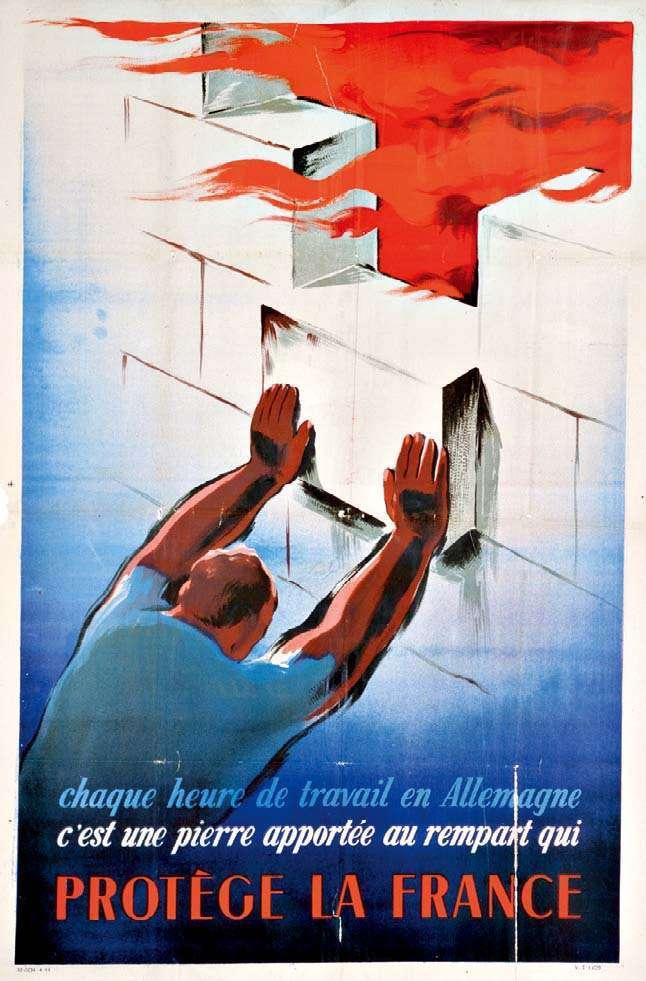 chaque heure de travail en Allemagne
c'est une pierre apportée au rempart qui
PROTÈGE LA FRANCE